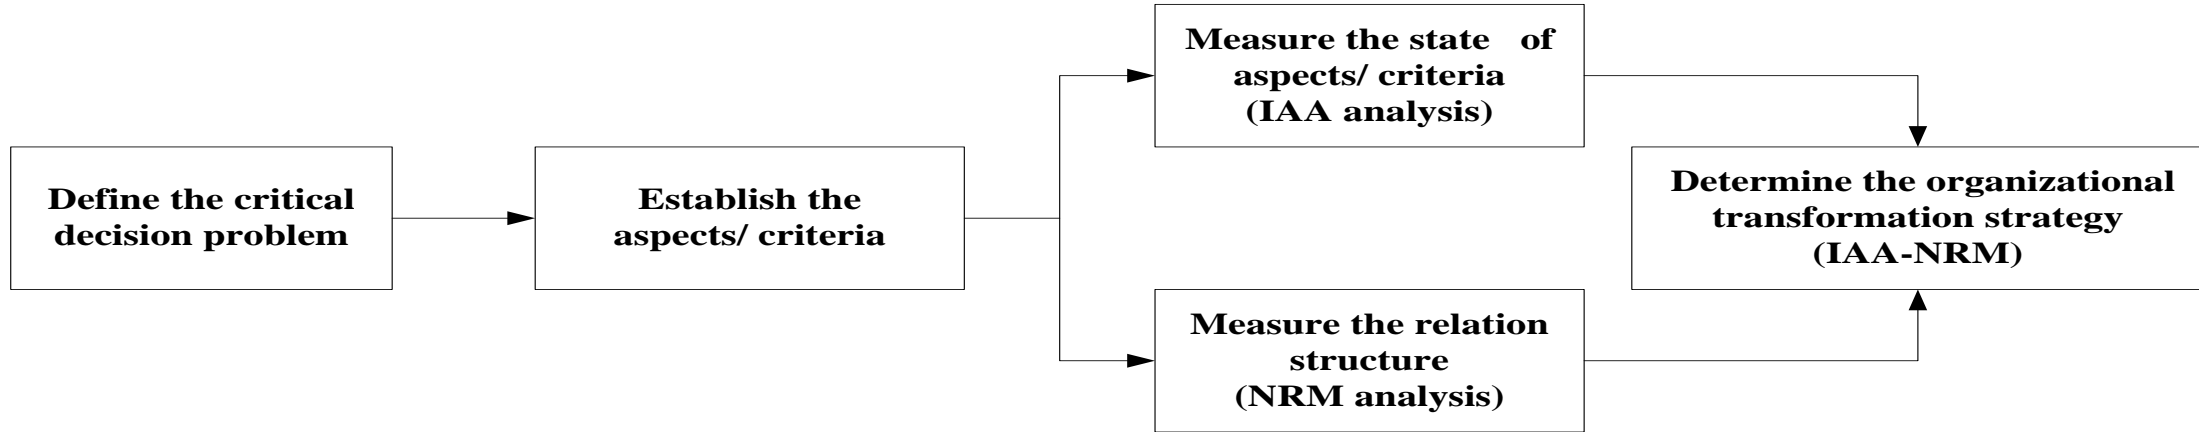 Define the critical
decision problem
Establish the
aspects/ criteria
Measure the state of
aspects/ criteria
(IAA analysis)
Measure the relation
structure
(NRM analysis)
Determine the organizational
transformation strategy
(IAA-NRM)